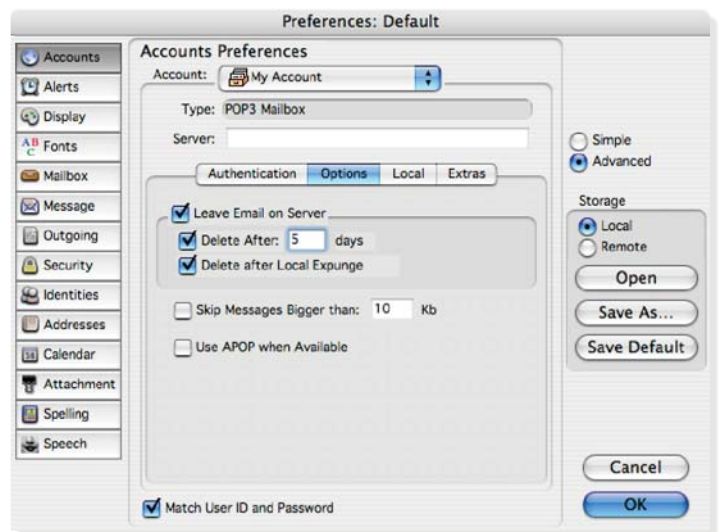 Preferences: Default
Accounts
Alerts
Display
AB C Fonts
Mailbox
Message
Outgoing
Security
Identities
Addresses
Calendar
Attachment
Spelling
Speech
Accounts Preferences
Account: My Account
Type: POP3 Mailbox
Server:
Authentication Options Local Extras
Leave Email on Server
Delete After: 5 days
Delete after Local Expunge
Skip Messages Bigger than: 10 Kb
Use APOP when Available
Match User ID and Password
Simple
Advanced
Storage
Local
Remote
Open
Save As...
Save Default
Cancel
OK